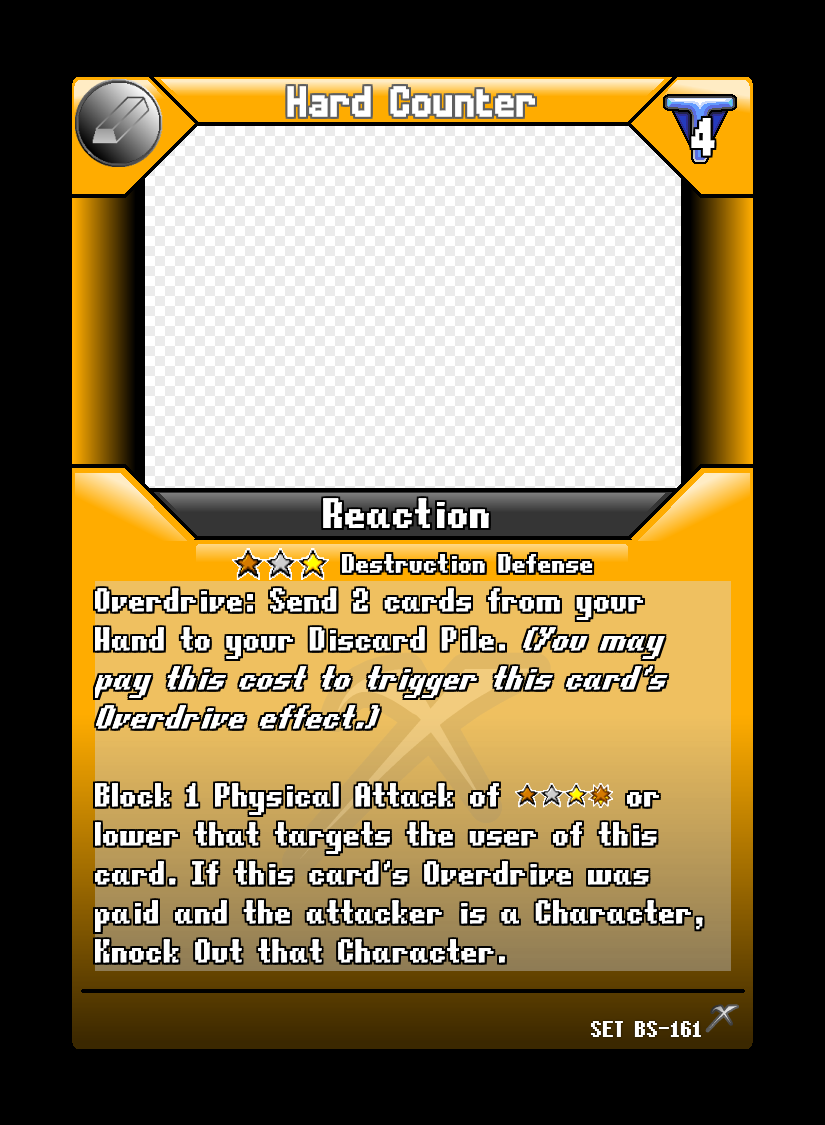 Hard Counter
4
Reaction
Destruction Defense
Overdrive: Send 2 cards from your
Hand to your Discard Pile. (You may
pay this cost to trigger this card's
Overdrive effect.)
Block 1 Physical Attack of or
lower that targets the user of this
card. If this card's Overdrive was
paid and the attacker is a Character,
Knock Out that Character.
SET BS-161